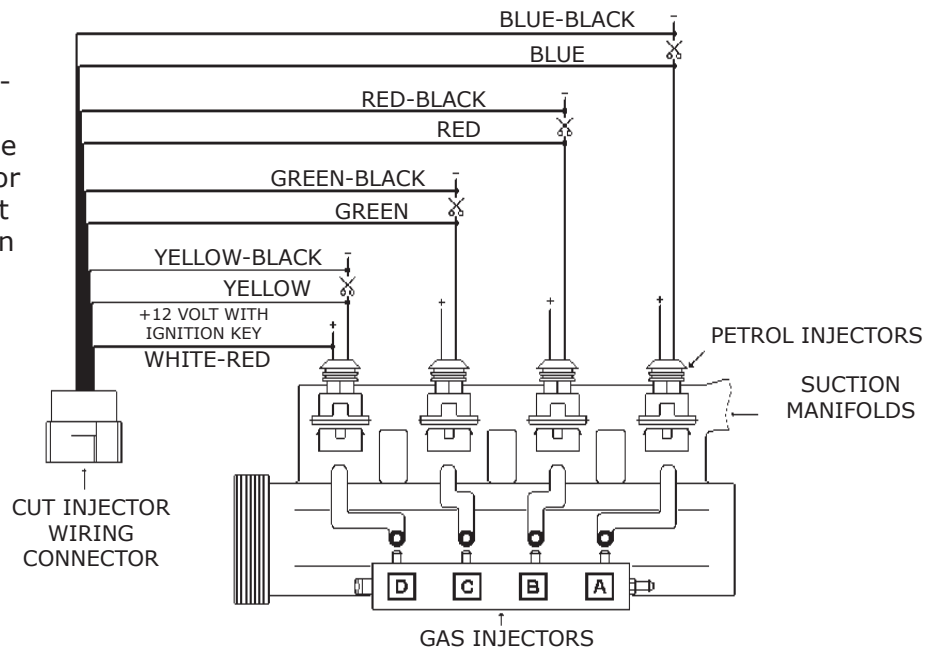 BLUE-BLACK
BLUE
RED-BLACK
RED
GREEN-BLACK
GREEN
YELLOW-BLACK
YELLOW
+12 VOLT WITH
IGNITION KEY
WHITE-RED
-
e
or
t
n
PETROL INJECTORS
SUCTION
MANIFOLDS
CUT INJECTOR
WIRING
CONNECTOR
D C B A
GAS INJECTORS